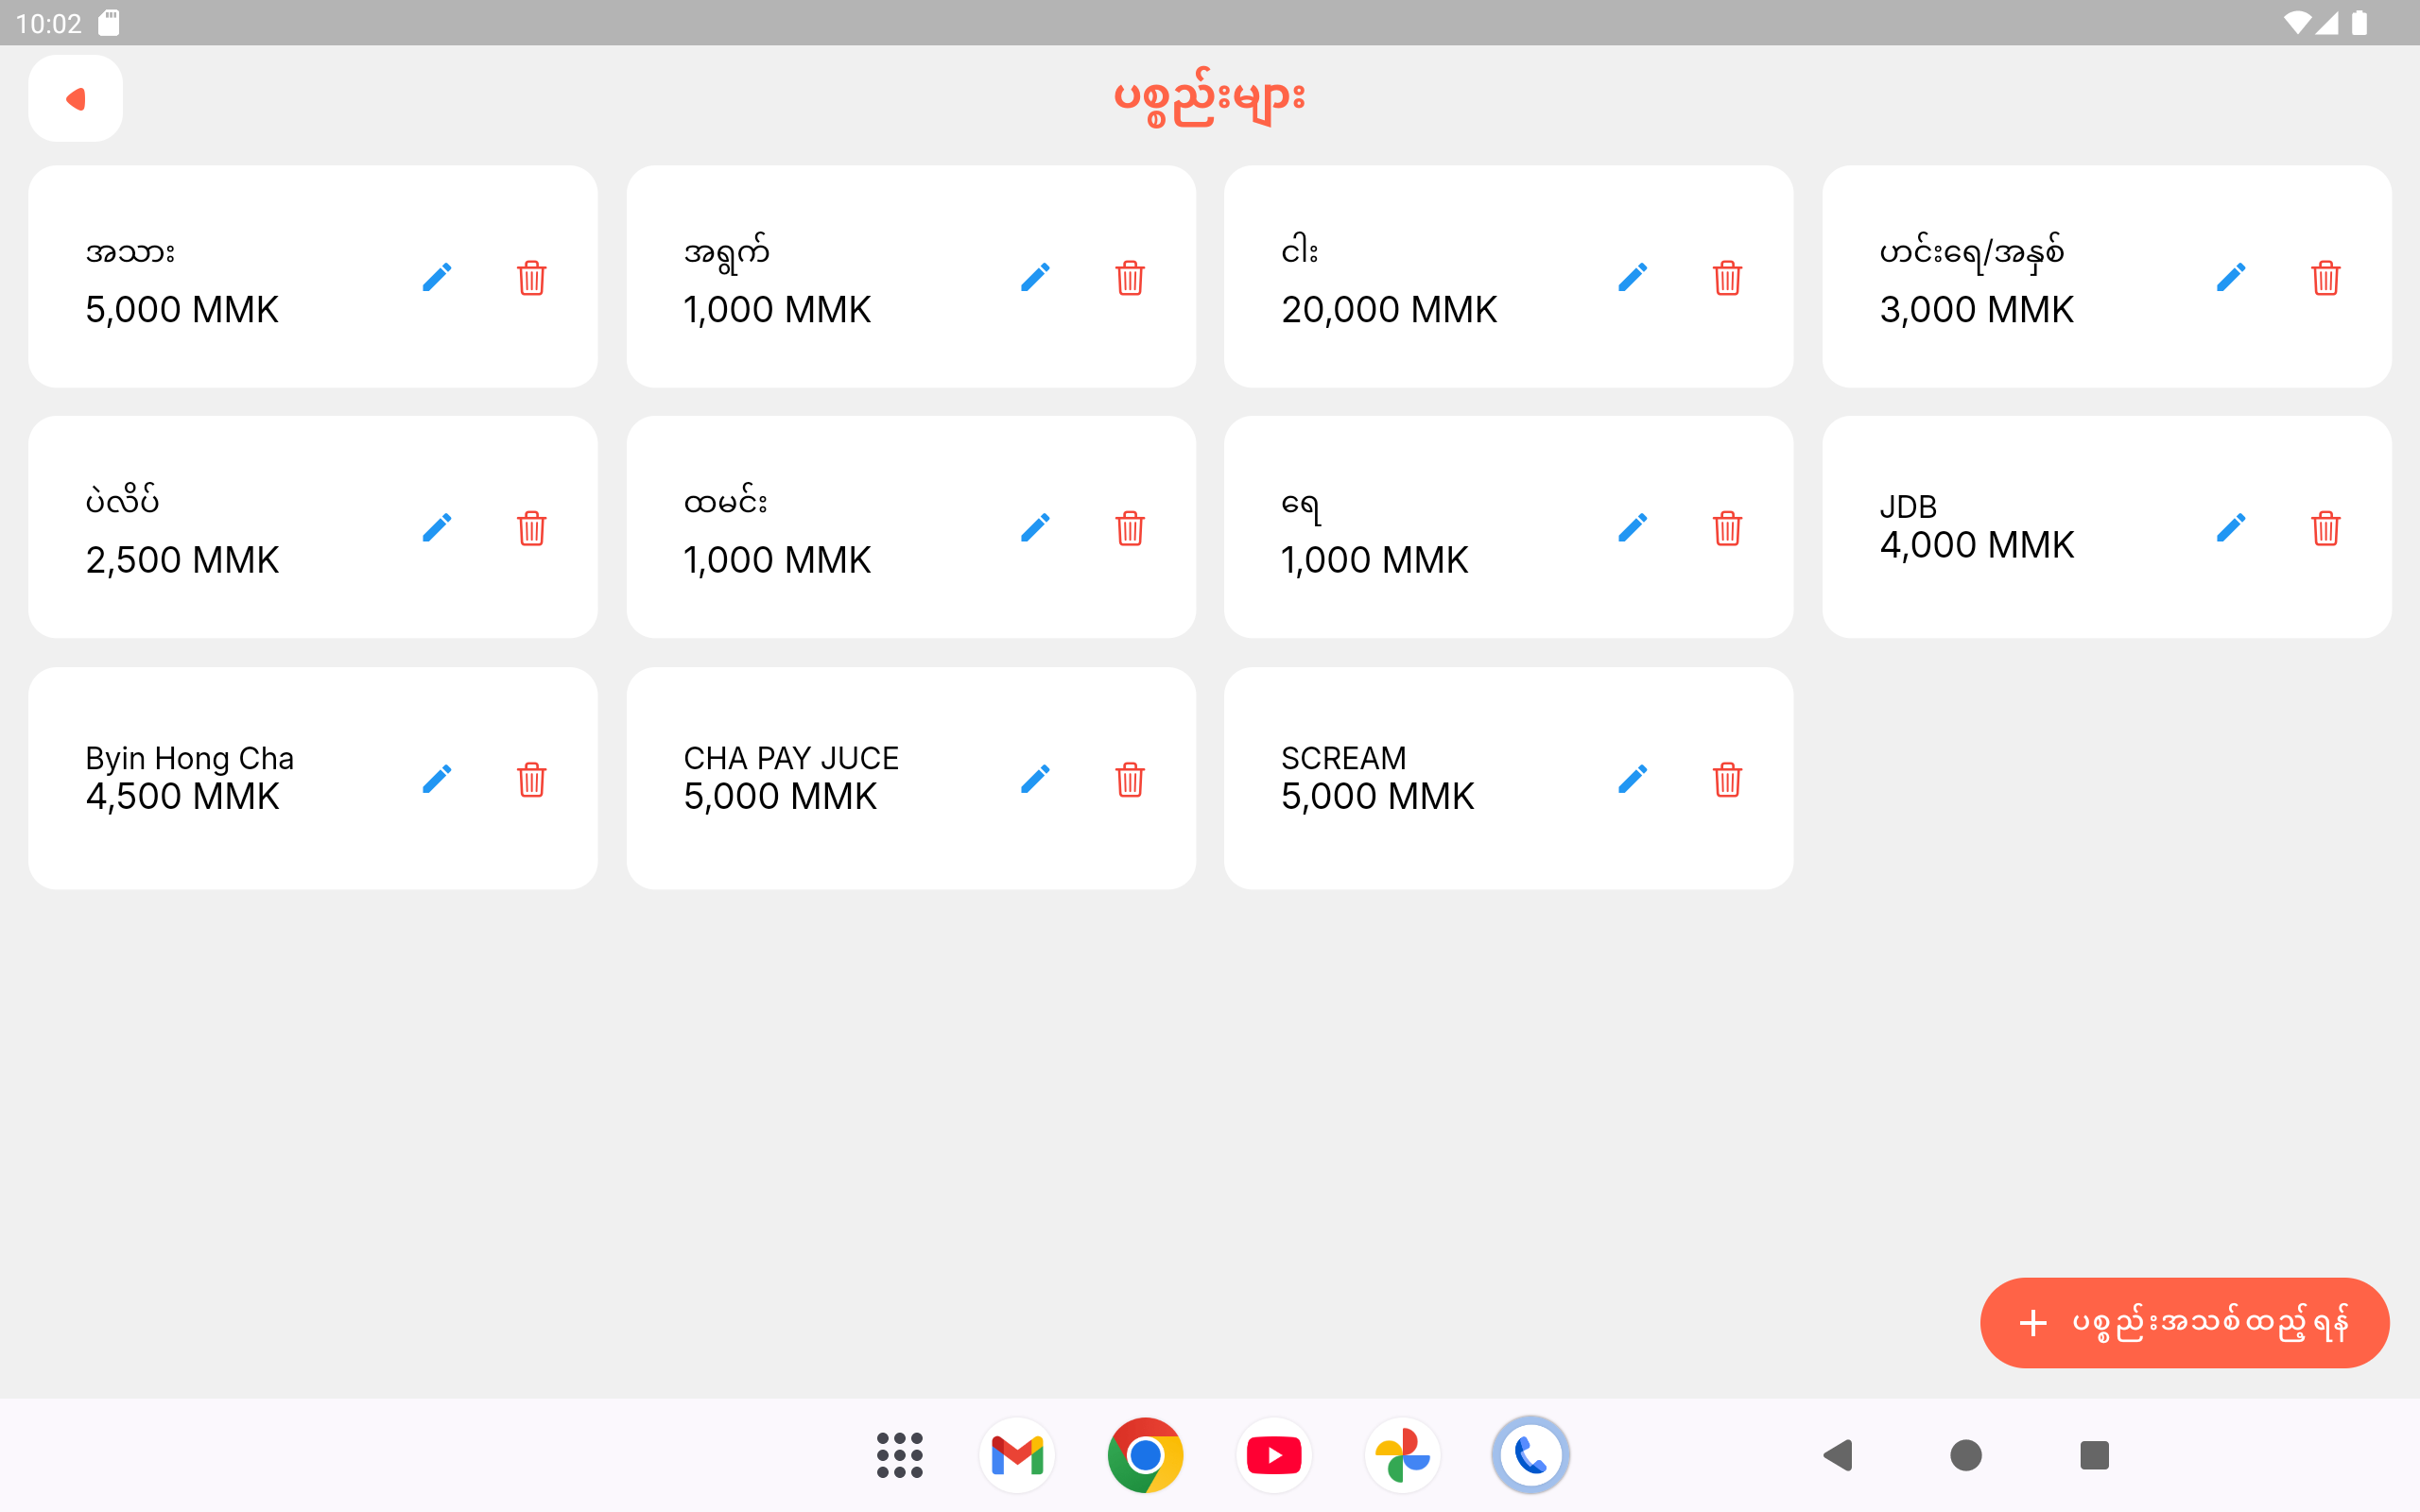 10:02
ပစ္စည်းများ
အသား
5,000 MMK
အရွက်
1,000 MMK
ငါး
20,000 MMK
ဟင်းရေ/အနှစ်
3,000 MMK
ပဲလိပ်
2,500 MMK
ထမင်း
1,000 MMK
ရေ
1,000 MMK
JDB
4,000 MMK
Byin Hong Cha
4,500 MMK
CHA PAY JUCE
5,000 MMK
SCREAM
5,000 MMK
+ ပစ္စည်းအသစ်ထည့်ရန်